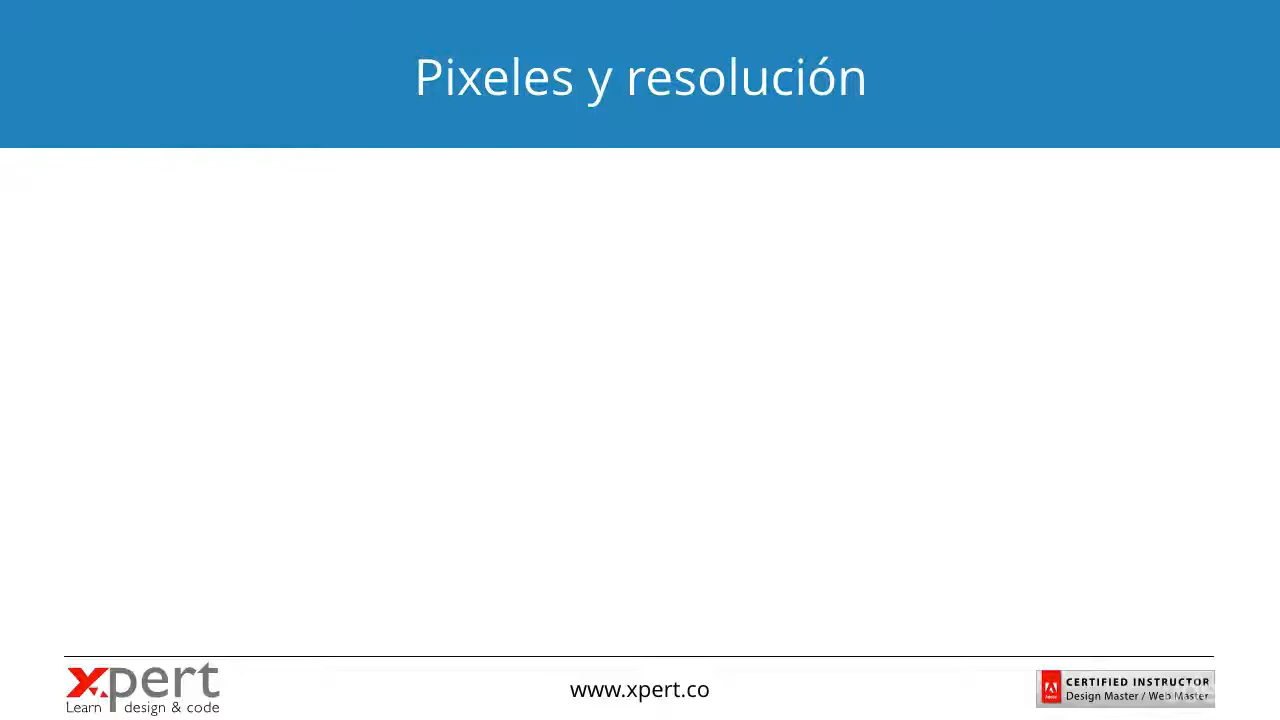 Pixeles y resolución
xpert
Learn design & code
www.xpert.co
CERTIFIED INSTRUCTOR
Design Master / Web Master